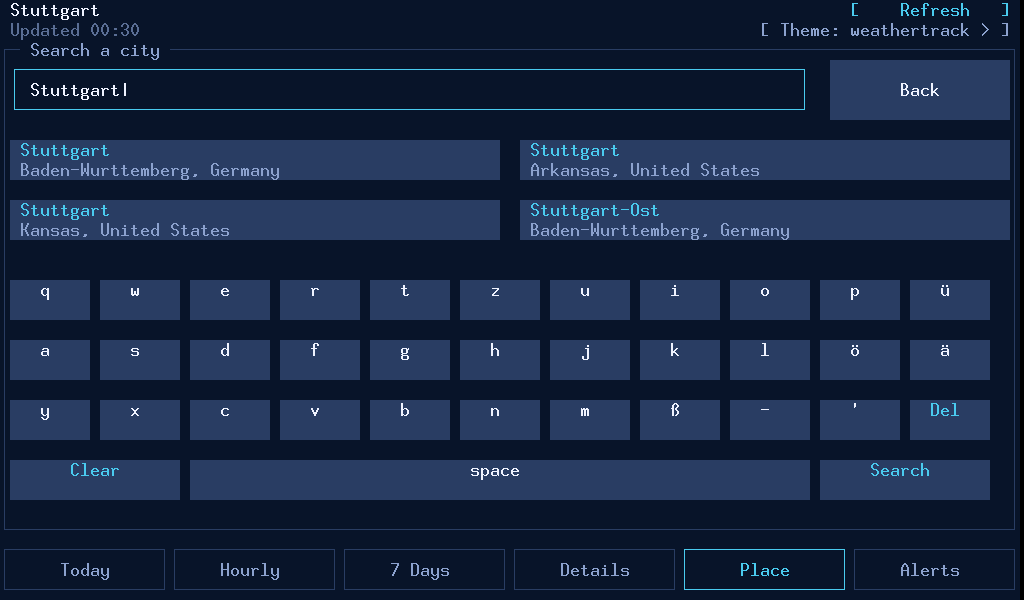 Stuttgart [ Refresh ]
Updated 00:30 [ Theme: weathertrack > ]
Search a city
Stuttgart| Back
Stuttgart Stuttgart
Baden-Wurttemberg, Germany Arkansas, United States
Stuttgart Stuttgart-Ost
Kansas, United States Baden-Wurttemberg, Germany
q w e r t z u i o p ü
a s d f g h j k l ö ä
y x c v b n m ß - ' Del
Clear space Search
Today Hourly 7 Days Details Place Alerts